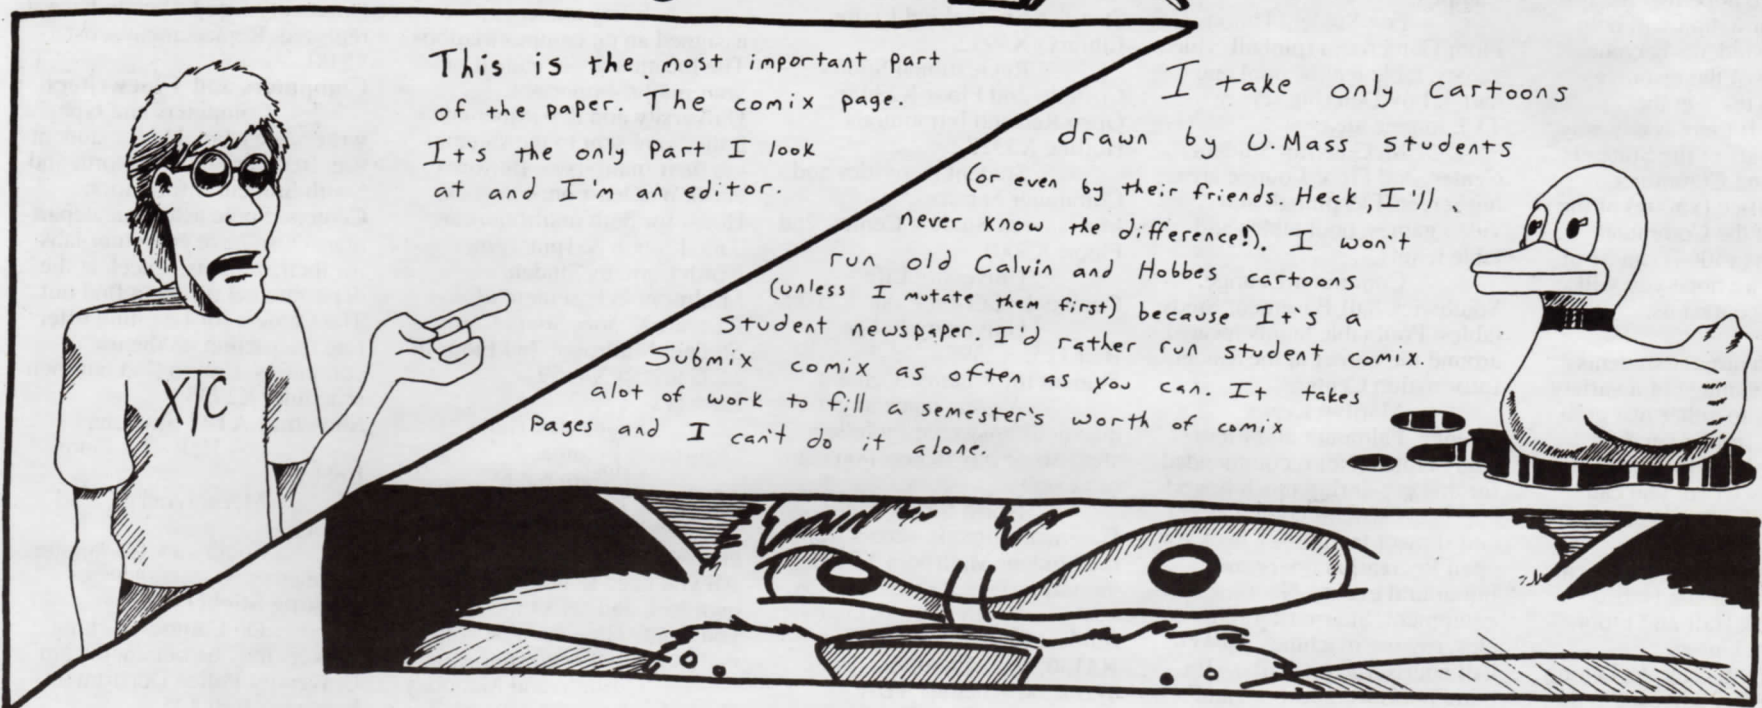 This is the most important part
of the paper. The comix page.
It's the only part I look
at and I'm an editor.
XTC
I take only cartoons
drawn by U.Mass students
(or even by their friends. Heck, I'll
never know the difference!). I won't
run old Calvin and Hobbes cartoons
(unless I mutate them first) because It's
student newspaper. I'd rather run student comix.
Submix comix as often as you can. It takes
alot of work to fill a semester's worth of comix
pages and I can't do it alone.